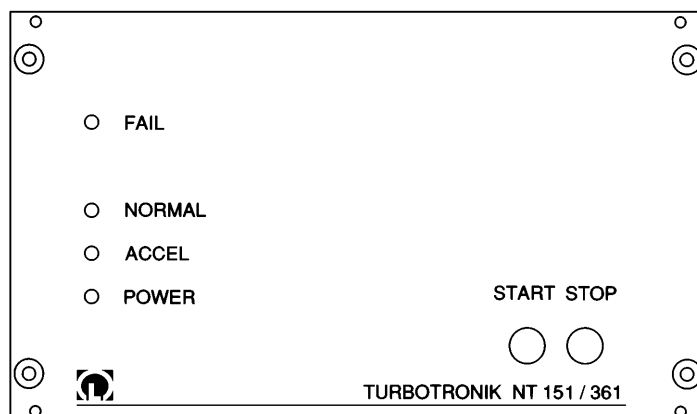 FAIL
NORMAL
ACCEL
POWER
START STOP
L
TURBOTRONIK NT 151 / 361